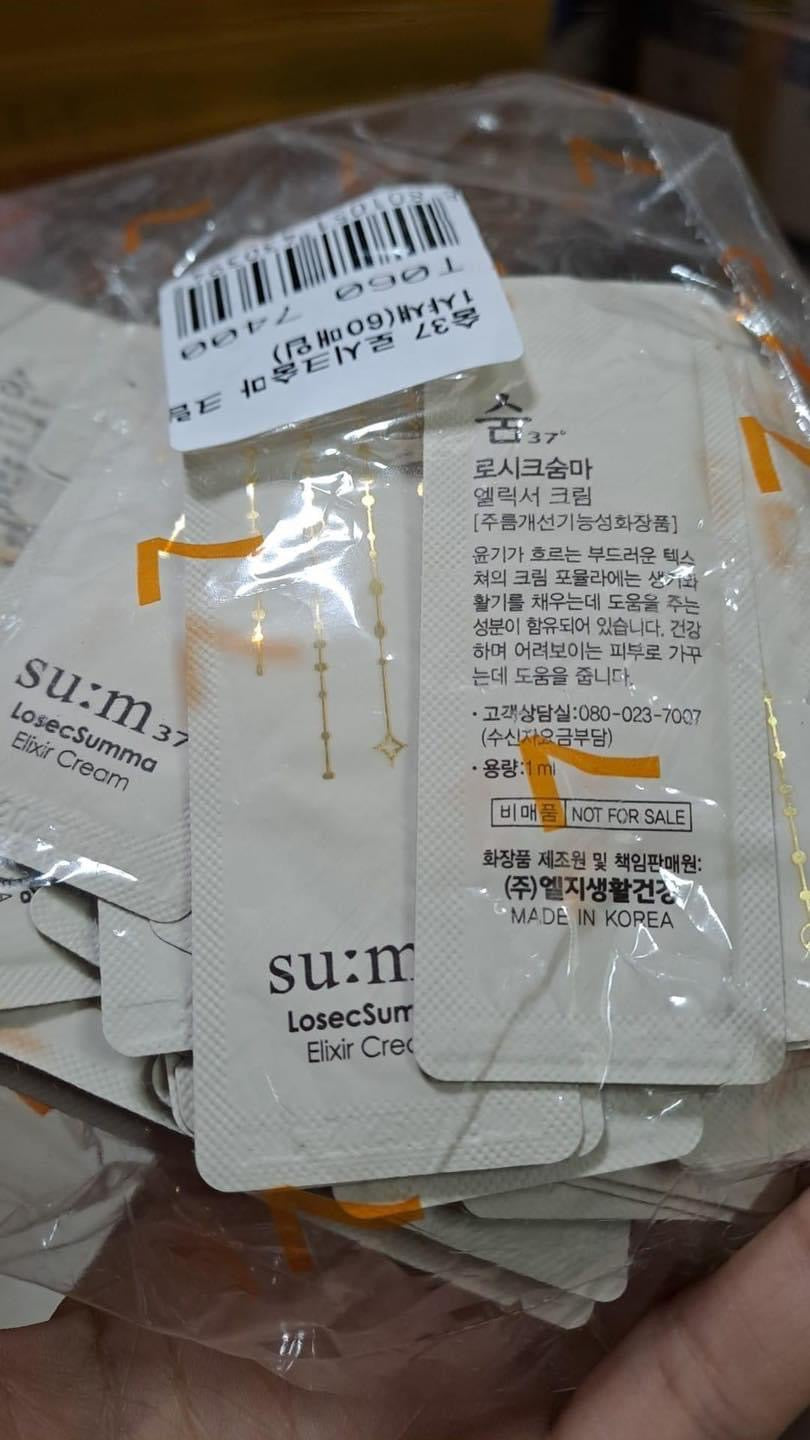 숨37 로시크숨마 크림
1사새(60매입)
T060 7400
숨37°
로시크숨마
엘릭서 크림
[주름개선기능성화장품]
윤기가 흐르는 부드러운 텍스
쳐의 크림 포뮬라에는 생기와
활기를 채우는데 도움을 주는
성분이 함유되어 있습니다. 건강
하며 어려보이는 피부로 가꾸
는데 도움을 줍니다.
• 고객상담실:080-023-7007
(수신자요금부담)
• 용량:1ml
비매품 NOT FOR SALE
화장품 제조원 및 책임판매원:
(주)엘지생활건강
MADE IN KOREA
su:m37
LosecSumma
Elixir Cream
su:m
LosecSum
Elixir Crea